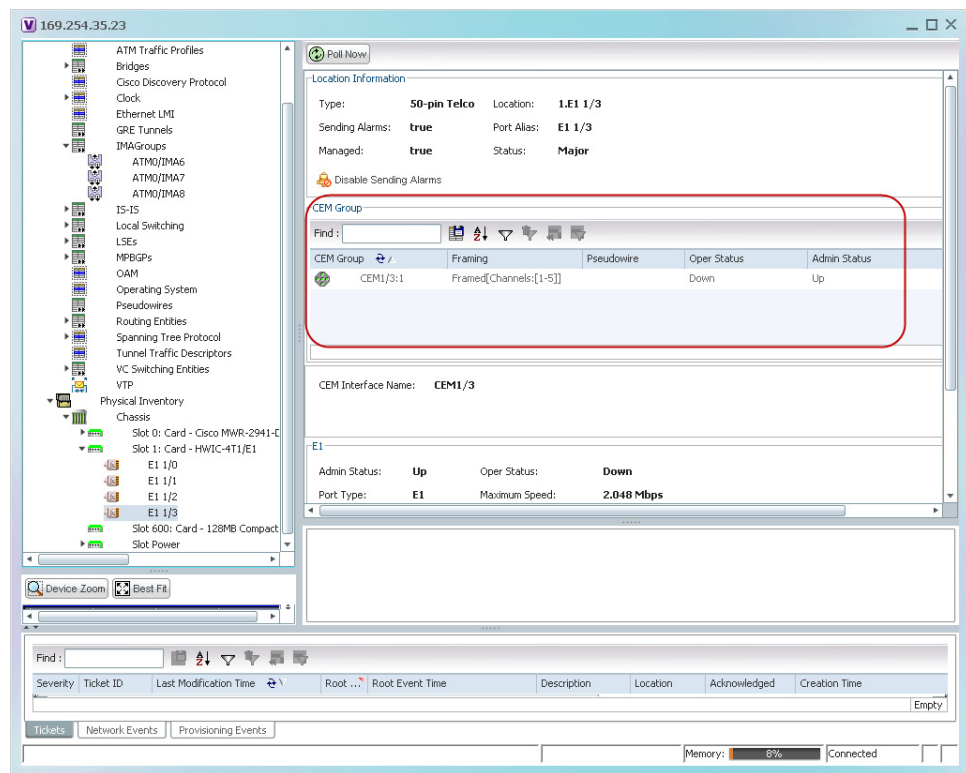 169.254.35.23
ATM Traffic Profiles
Bridges
Cisco Discovery Protocol
Clock
Ethernet LMI
GRE Tunnels
IMAGroups
ATM0/IMA6
ATM0/IMA7
ATM0/IMA8
IS-IS
Local Switching
LSEs
MPBGPs
OAM
Operating System
Pseudowires
Routing Entities
Spanning Tree Protocol
Tunnel Traffic Descriptors
VC Switching Entities
VTP
Physical Inventory
Chassis
Slot 0: Card - Cisco MWR-2941-D
Slot 1: Card - HWIC-4T1/E1
E1 1/0
E1 1/1
E1 1/2
E1 1/3
Slot 600: Card - 128MB Compact
Slot Power
Device Zoom Best Fit
Poll Now
Location Information
Type: 50-pin Telco Location: 1.E1 1/3
Sending Alarms: true Port Alias: E1 1/3
Managed: true Status: Major
Disable Sending Alarms
CEM Group
Find :
CEM Group Framing Pseudowire Oper Status Admin Status
CEM1/3:1 Framed[Channels:[1-5]] Down Up
CEM Interface Name: CEM1/3
E1
Admin Status: Up Oper Status: Down
Port Type: E1 Maximum Speed: 2.048 Mbps
Find :
Severity Ticket ID Last Modification Time Root ... Root Event Time Description Location Acknowledged Creation Time
Empty
Tickets Network Events Provisioning Events
Memory: 8% Connected